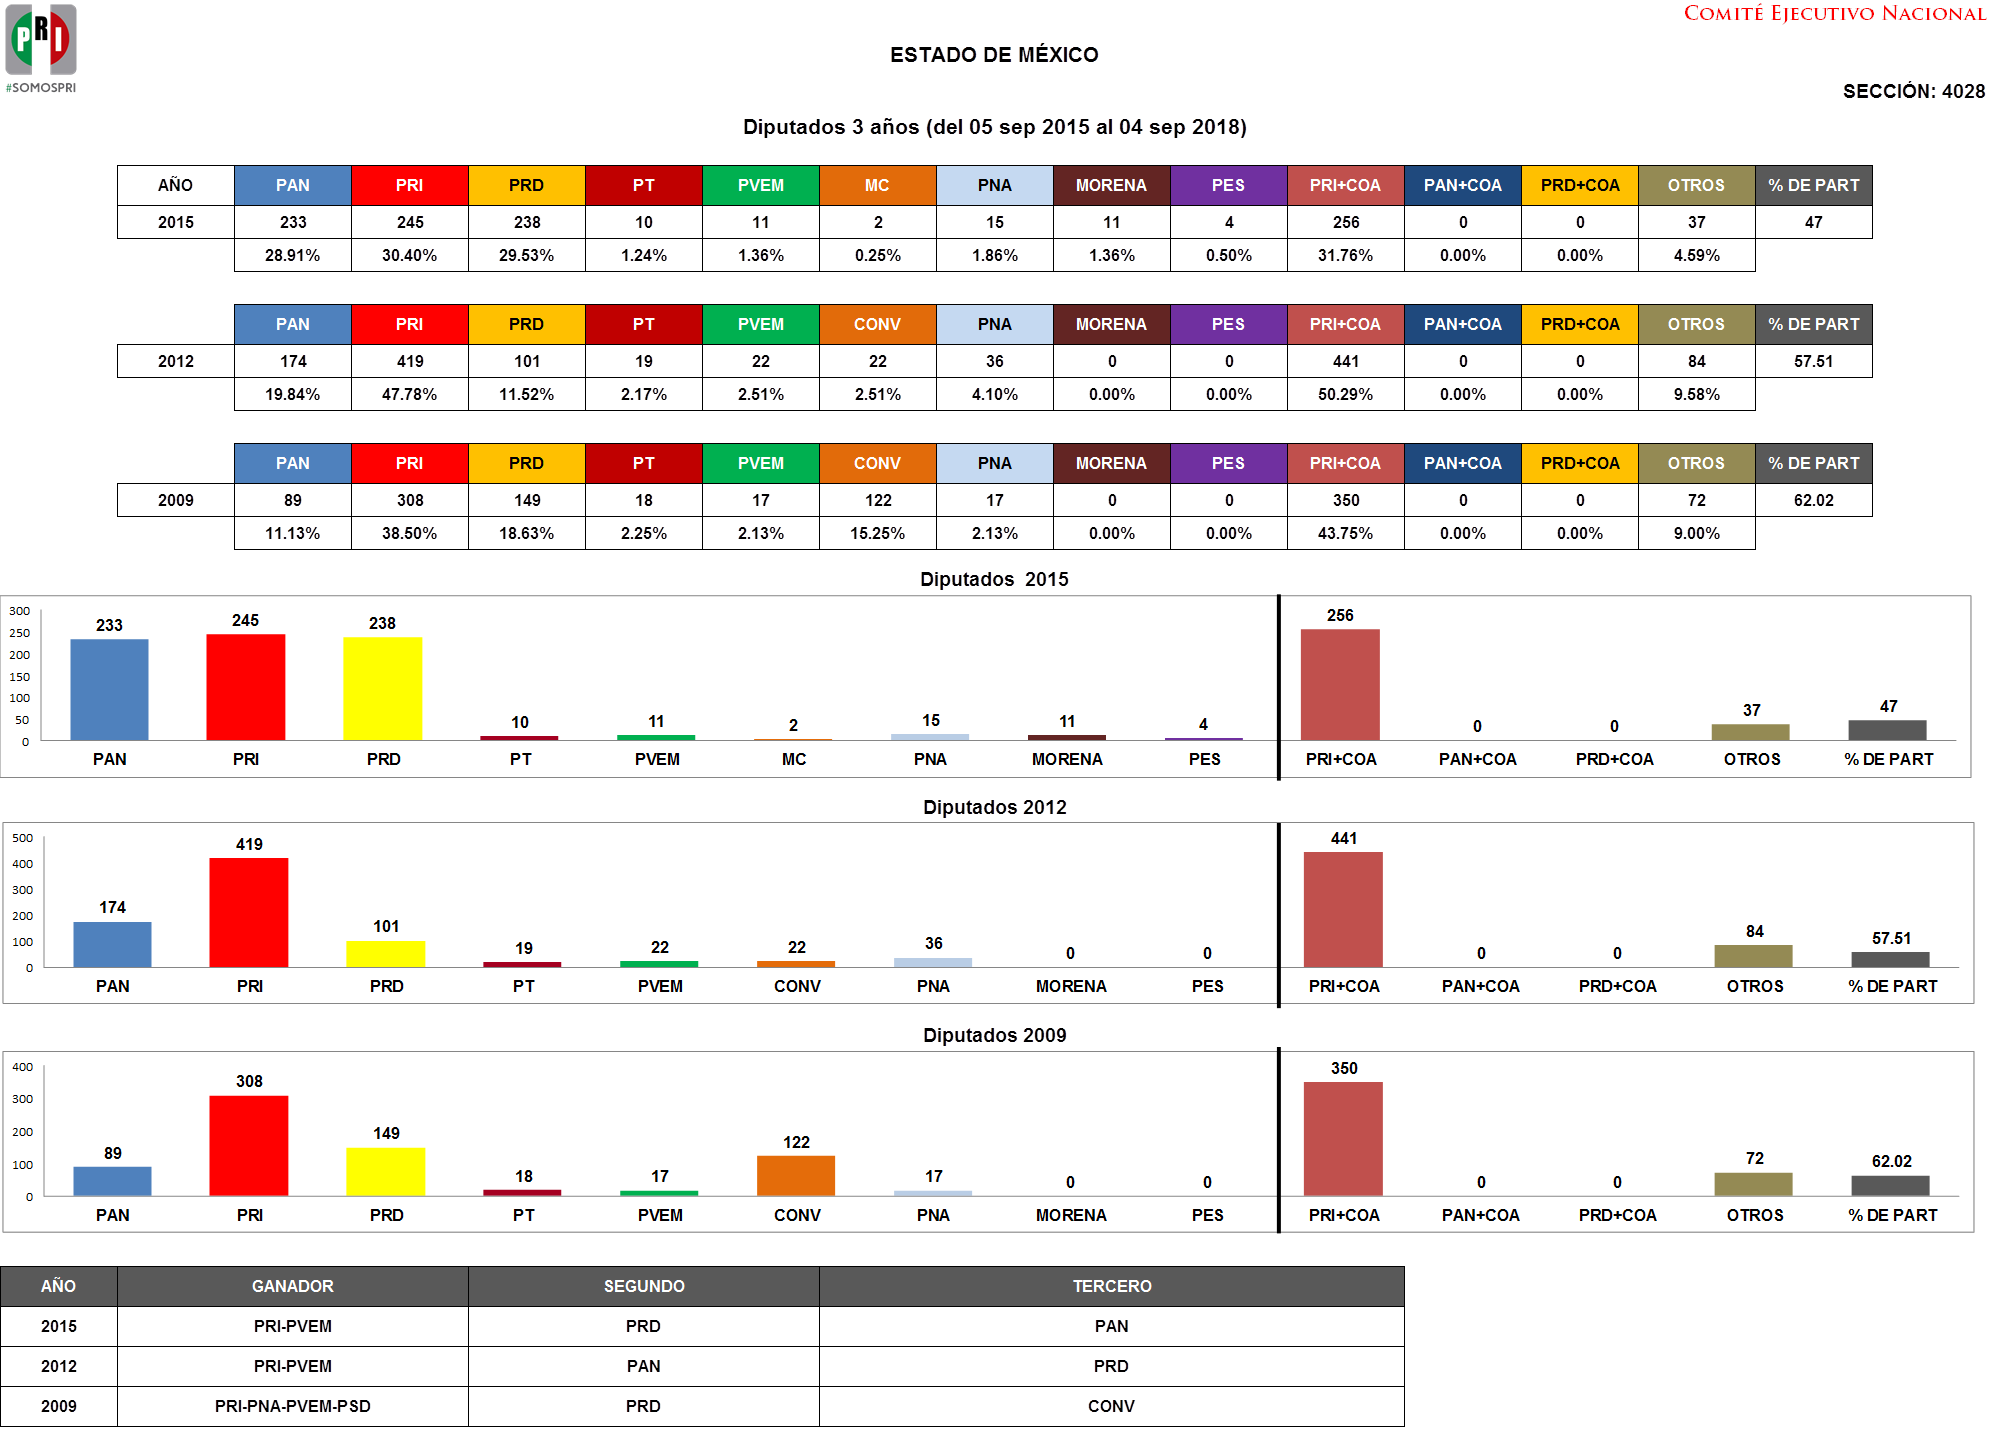 PRI
#SOMOSPRI
COMITÉ EJECUTIVO NACIONAL
ESTADO DE MÉXICO
SECCIÓN: 4028
Diputados 3 años (del 05 sep 2015 al 04 sep 2018)
AÑO PAN PRI PRD PT PVEM MC PNA MORENA PES PRI+COA PAN+COA PRD+COA OTROS % DE PART
2015 233 245 238 10 11 2 15 11 4 256 0 0 37 47
28.91% 30.40% 29.53% 1.24% 1.36% 0.25% 1.86% 1.36% 0.50% 31.76% 0.00% 0.00% 4.59%
PAN PRI PRD PT PVEM CONV PNA MORENA PES PRI+COA PAN+COA PRD+COA OTROS % DE PART
2012 174 419 101 19 22 22 36 0 0 441 0 0 84 57.51
19.84% 47.78% 11.52% 2.17% 2.51% 2.51% 4.10% 0.00% 0.00% 50.29% 0.00% 0.00% 9.58%
PAN PRI PRD PT PVEM CONV PNA MORENA PES PRI+COA PAN+COA PRD+COA OTROS % DE PART
2009 89 308 149 18 17 122 17 0 0 350 0 0 72 62.02
11.13% 38.50% 18.63% 2.25% 2.13% 15.25% 2.13% 0.00% 0.00% 43.75% 0.00% 0.00% 9.00%
Diputados 2015
300
250
200
150
100
50
0
233 245 238 10 11 2 15 11 4 256 0 0 37 47
PAN PRI PRD PT PVEM MC PNA MORENA PES PRI+COA PAN+COA PRD+COA OTROS % DE PART
Diputados 2012
500
400
300
200
100
0
174 419 101 19 22 22 36 0 0 441 0 0 84 57.51
PAN PRI PRD PT PVEM CONV PNA MORENA PES PRI+COA PAN+COA PRD+COA OTROS % DE PART
Diputados 2009
400
300
200
100
0
89 308 149 18 17 122 17 0 0 350 0 0 72 62.02
PAN PRI PRD PT PVEM CONV PNA MORENA PES PRI+COA PAN+COA PRD+COA OTROS % DE PART
AÑO GANADOR SEGUNDO TERCERO
2015 PRI-PVEM PRD PAN
2012 PRI-PVEM PAN PRD
2009 PRI-PNA-PVEM-PSD PRD CONV